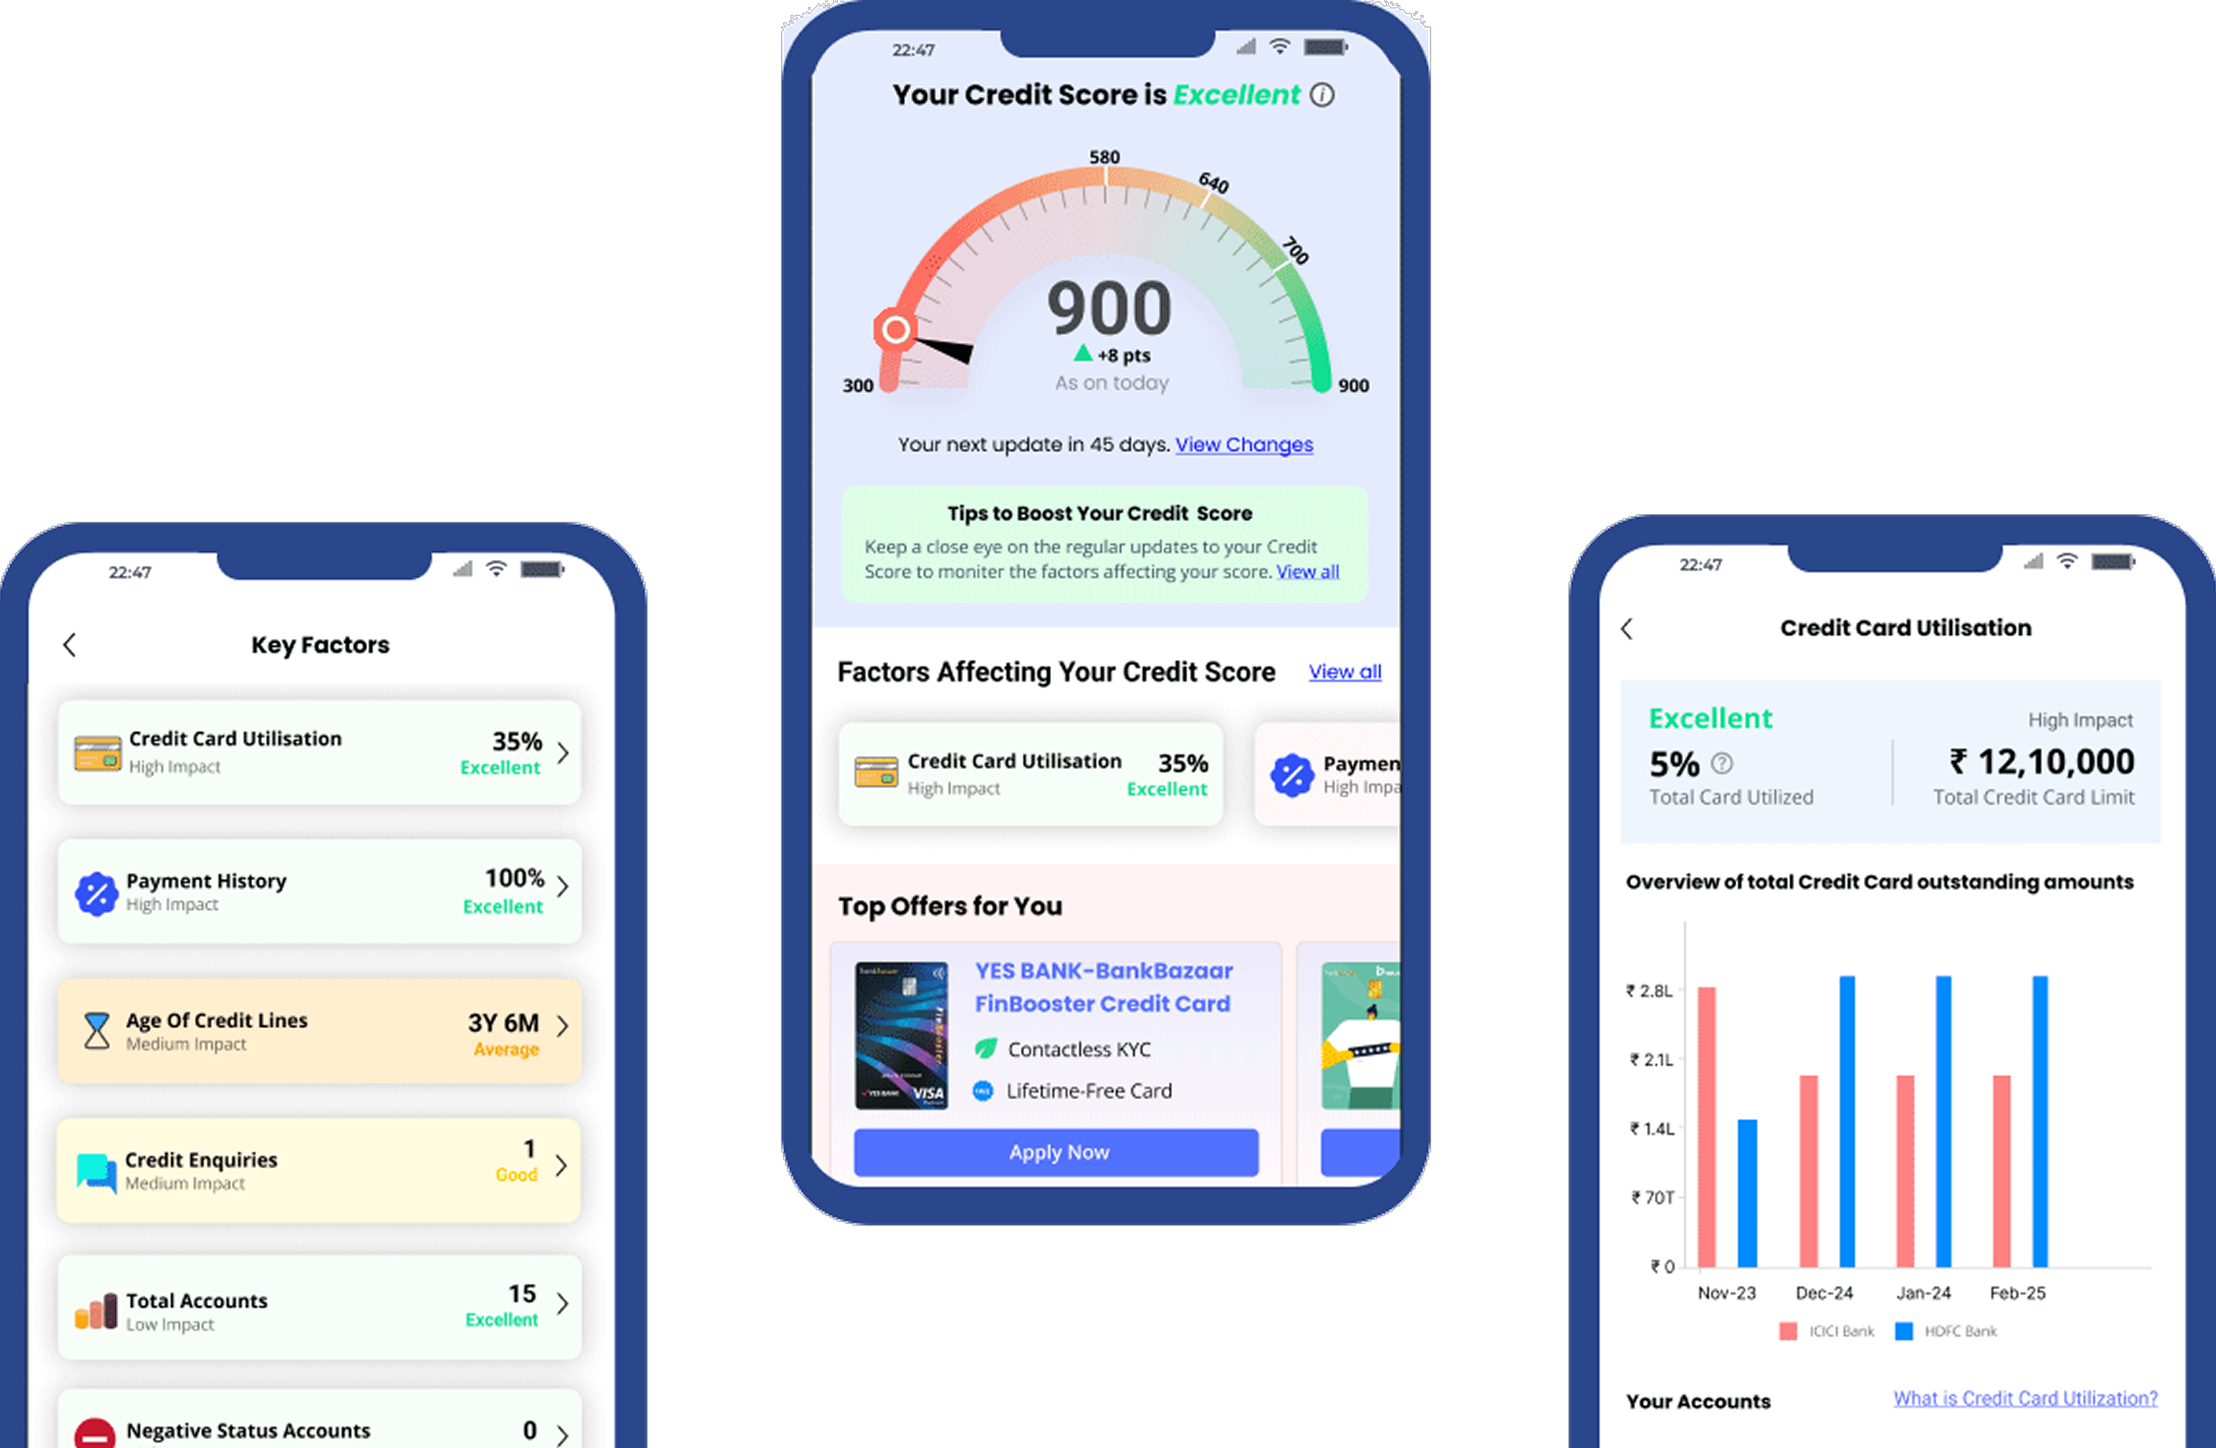 22:47
Key Factors
Credit Card Utilisation
High Impact
35%
Excellent
Payment History
High Impact
100%
Excellent
Age Of Credit Lines
Medium Impact
3Y 6M
Average
Credit Enquiries
Medium Impact
1
Good
Total Accounts
Low Impact
15
Excellent
Negative Status Accounts
0
22:47
Your Credit Score is Excellent
580
640
700
300
900
900
+8 pts
As on today
Your next update in 45 days. View Changes
Tips to Boost Your Credit Score
Keep a close eye on the regular updates to your Credit
Score to moniter the factors affecting your score. View all
Factors Affecting Your Credit Score
View all
Credit Card Utilisation
High Impact
35%
Excellent
Paymen
High Impa
Top Offers for You
YES BANK-BankBazaar
FinBooster Credit Card
FinBooster
YES BANK
VISA
Contactless KYC
FREE
Lifetime-Free Card
Apply Now
22:47
Credit Card Utilisation
Excellent
High Impact
5%
₹ 12,10,000
Total Card Utilized
Total Credit Card Limit
Overview of total Credit Card outstanding amounts
₹ 2.8L
₹ 2.1L
₹ 1.4L
₹ 70T
₹ 0
Nov-23
Dec-24
Jan-24
Feb-25
ICICI Bank
HDFC Bank
Your Accounts
What is Credit Card Utilization?